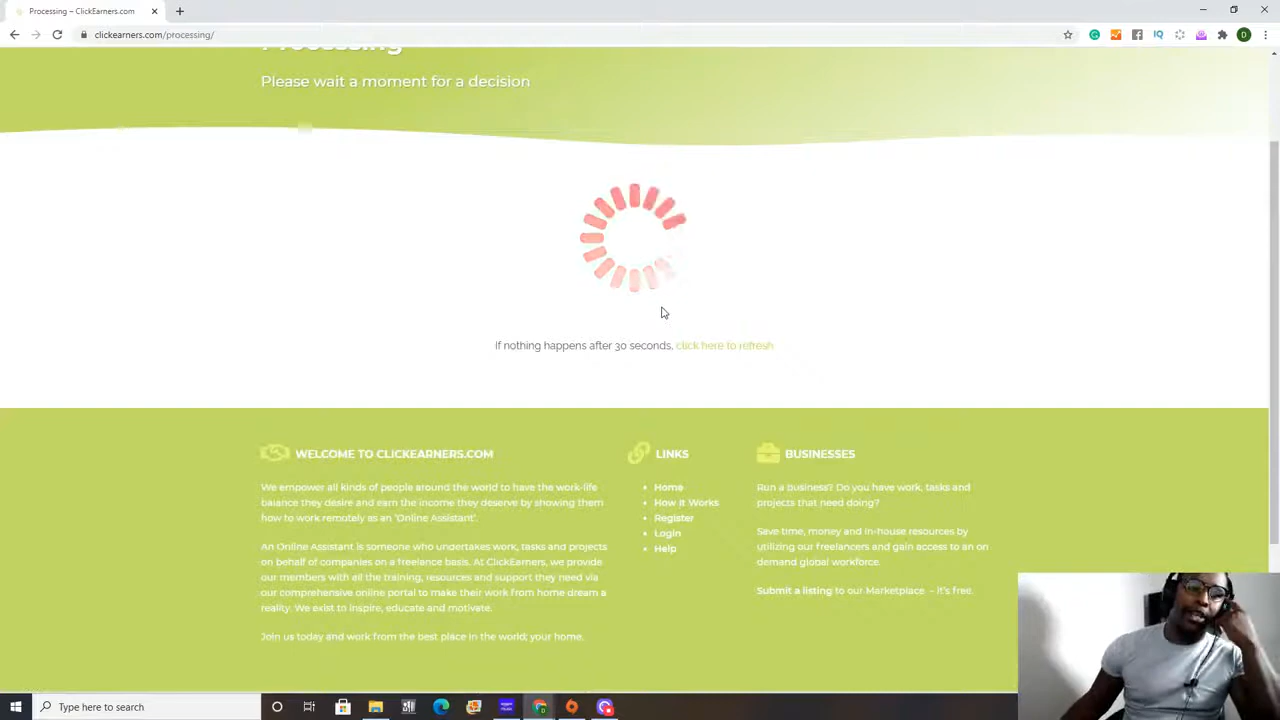 Processing – ClickEarners.com
clickearners.com/processing/
IQ
D
Processing
Please wait a moment for a decision
If nothing happens after 30 seconds, click here to refresh
WELCOME TO CLICKEARNERS.COM
We empower all kinds of people around the world to have the work-life
balance they desire and earn the income they deserve by showing them
how to work remotely as an 'Online Assistant'.
An Online Assistant is someone who undertakes work, tasks and projects
on behalf of companies on a freelance basis. At ClickEarners, we provide
our members with all the training, resources and support they need via
our comprehensive online portal to make their work from home dream a
reality. We exist to inspire, educate and motivate.
Join us today and work from the best place in the world; your home.
LINKS
Home
How It Works
Register
Login
Help
BUSINESSES
Run a business? Do you have work, tasks and
projects that need doing?
Save time, money and in-house resources by
utilizing our freelancers and gain access to an on
demand global workforce.
Submit a listing to our Marketplace – it's free.
Type here to search